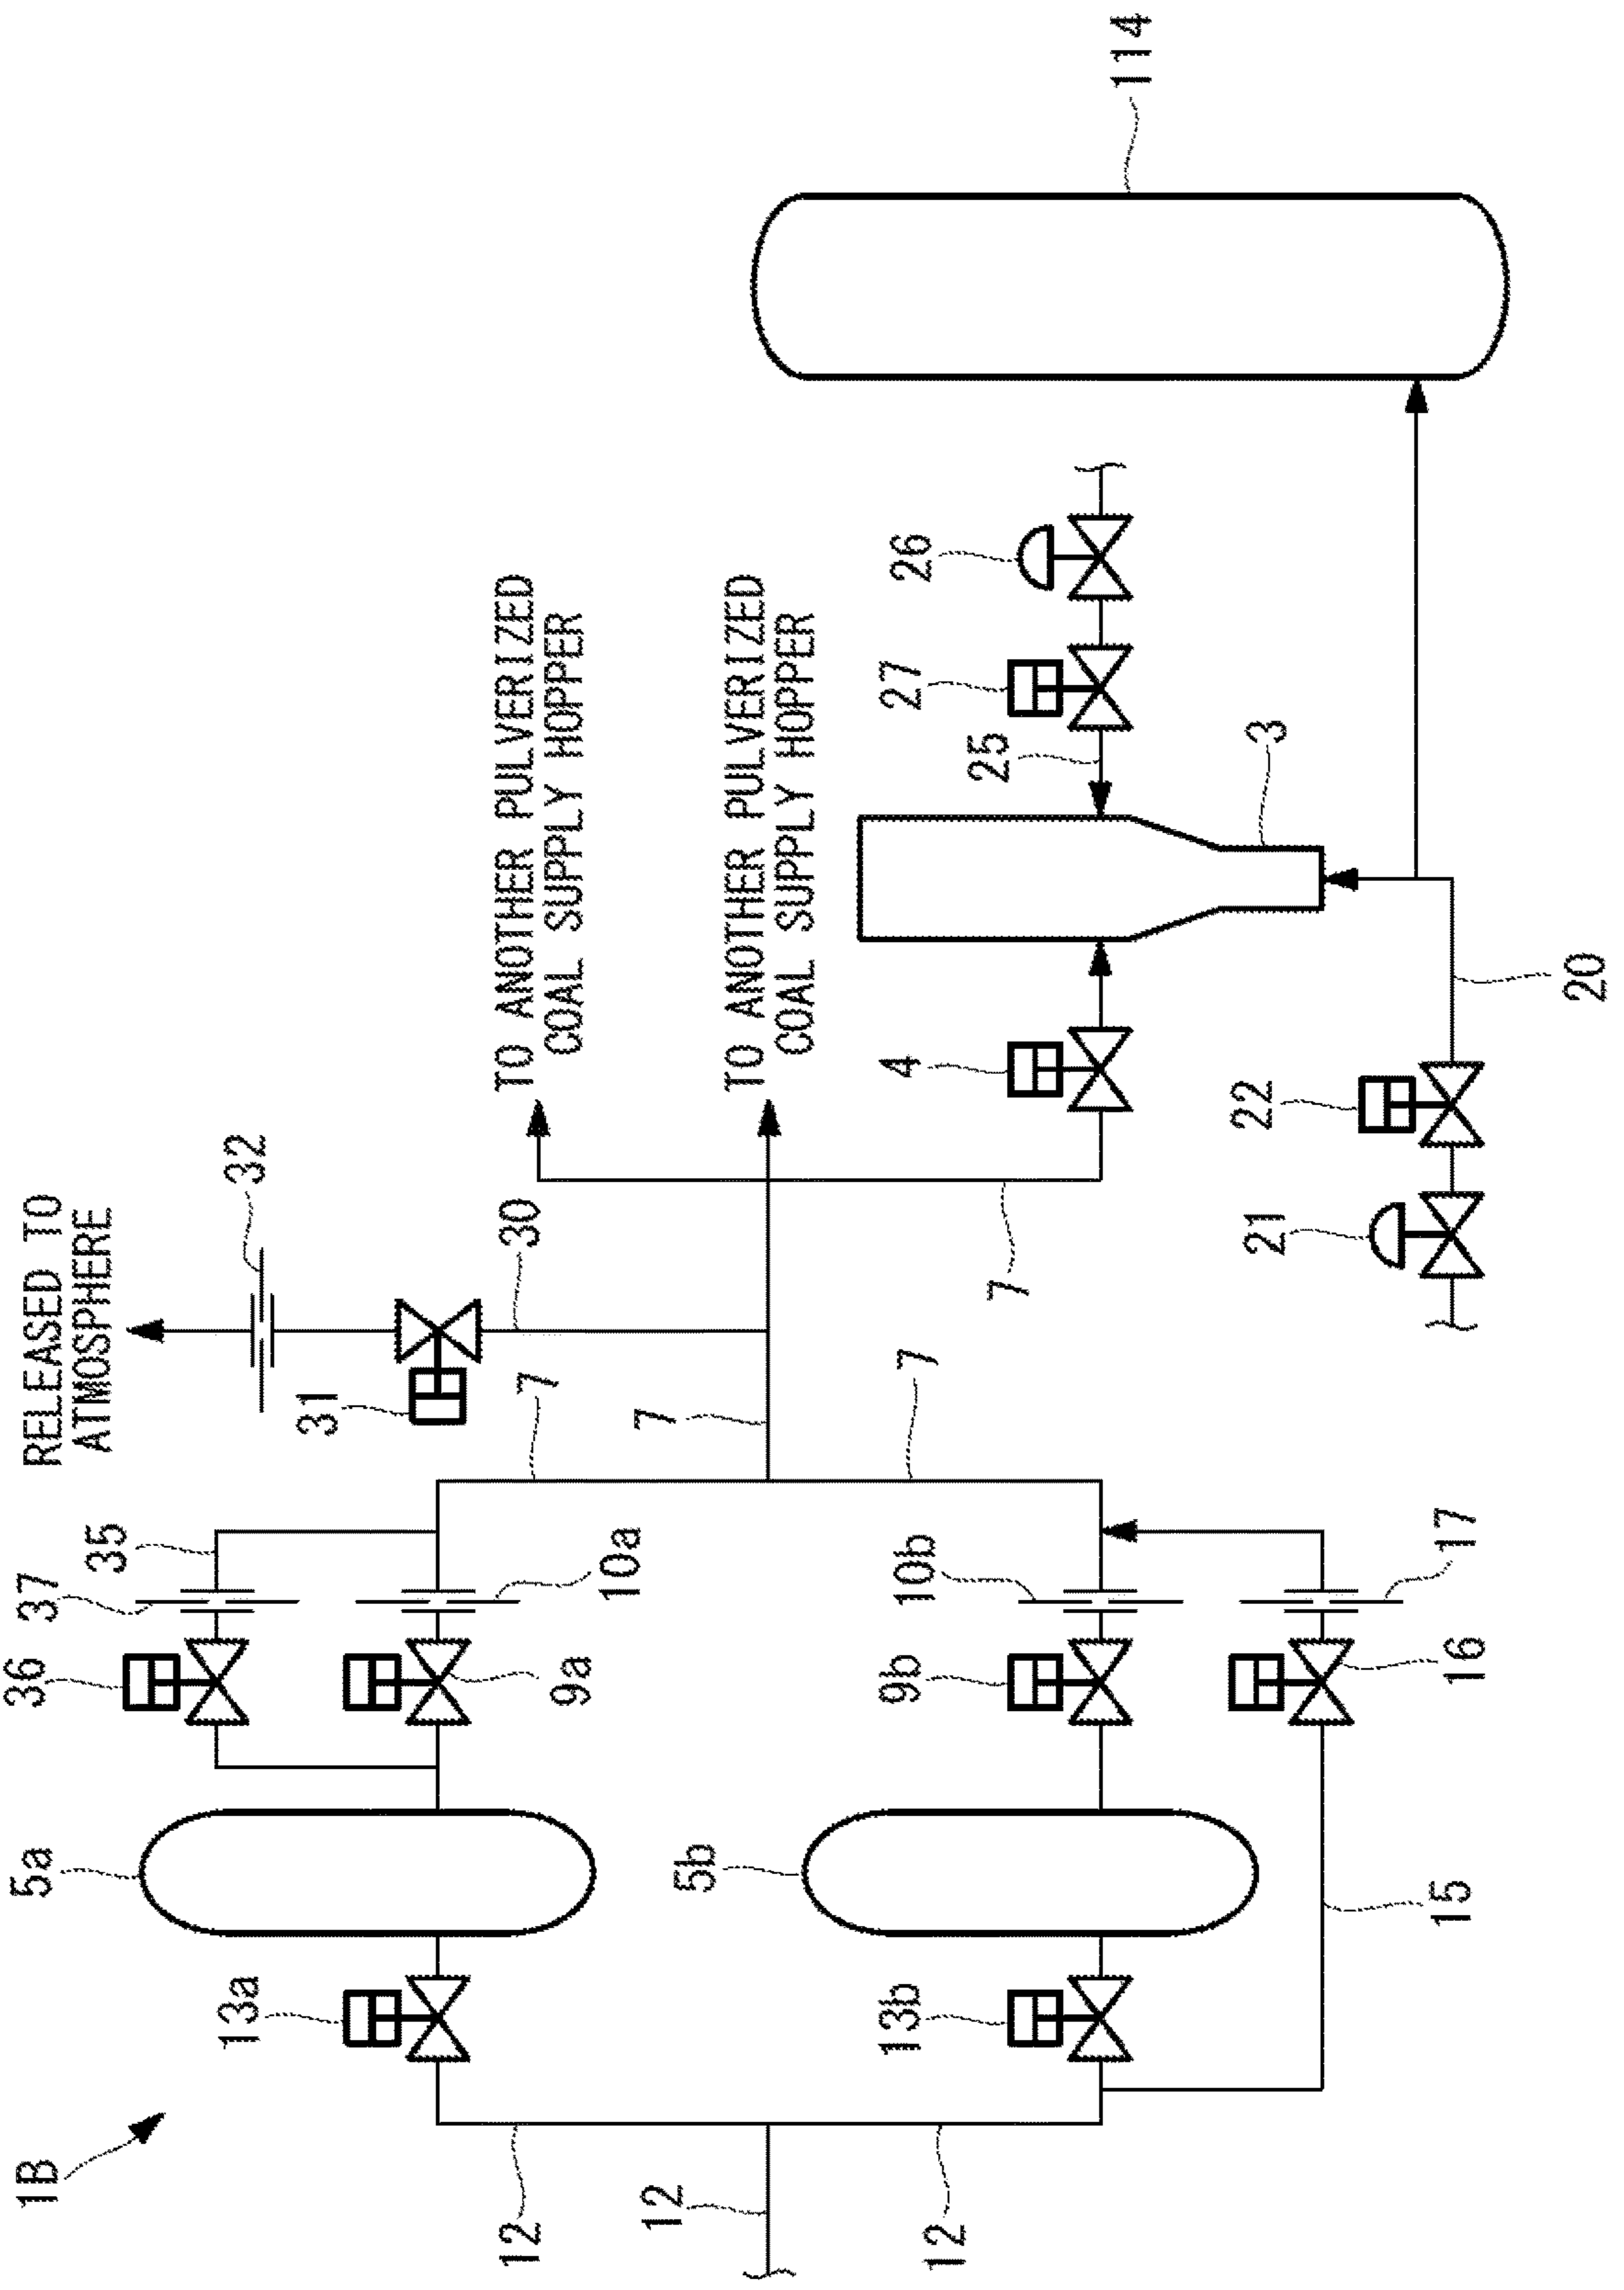 1B
RELEASED TO
ATMOSPHERE
32
31
30
36
37
35
5a
13a
9a
10a
7
7
7
7
12
12
12
5b
13b
9b
10b
15
16
17
TO ANOTHER PULVERIZED
COAL SUPPLY HOPPER
TO ANOTHER PULVERIZED
COAL SUPPLY HOPPER
4
25
27
26
3
21
22
20
114